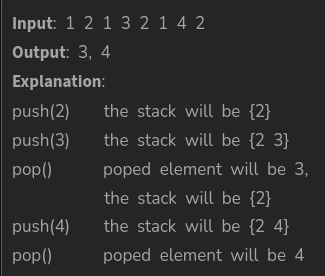 Input: 1 2 1 3 2 1 4 2
Output: 3, 4
Explanation:
push(2) the stack will be {2}
push(3) the stack will be {2 3}
pop() poped element will be 3,
the stack will be {2}
push(4) the stack will be {2 4}
pop() poped element will be 4